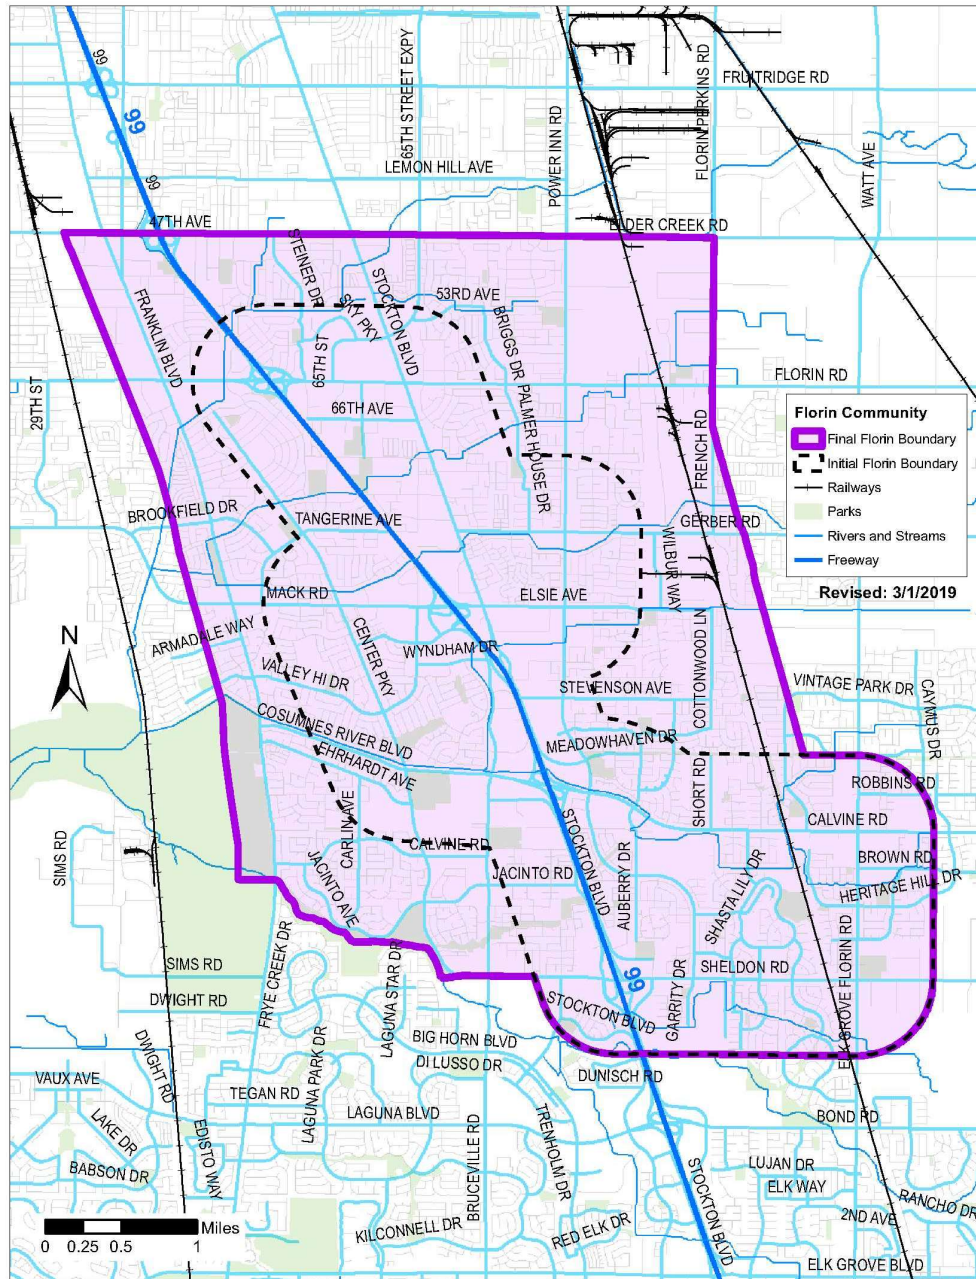 99
99
99
65TH STREET EXPY
FRUITRIDGE RD
FLORIN PERKINS RD
POWER INN RD
WATT AVE
LEMON HILL AVE
47TH AVE
ELDER CREEK RD
STEINER DR
SKY PKY
STOCKTON BLVD
53RD AVE
FRANKLIN BLVD
65TH ST
BRIGGS DR
PALMER HOUSE DR
FLORIN RD
29TH ST
66TH AVE
FRENCH RD
Florin Community
Final Florin Boundary
Initial Florin Boundary
Railways
Parks
Rivers and Streams
Freeway
Revised: 3/1/2019
BROOKFIELD DR
TANGERINE AVE
GERBER RD
WILBUR WAY
MACK RD
ELSIE AVE
N
ARMADALE WAY
CENTER PKY
WYNDHAM DR
COTTONWOOD LN
VALLEY HI DR
STEVENSON AVE
VINTAGE PARK DR
CAYMUS DR
COSUMNES RIVER BLVD
EHRHARDT AVE
MEADOWHAVEN DR
SHORT RD
ROBBINS RD
CALVINE RD
SIMS RD
CARLIN AVE
CALVINE RD
STOCKTON BLVD
BROWN RD
JACINTO AVE
JACINTO RD
AUBERRY DR
SHASTA LILY DR
HERITAGE HILL DR
SIMS RD
FRYE CREEK DR
LAGUNA STAR DR
99
SHELDON RD
GARRITY DR
ELK GROVE FLORIN RD
DWIGHT RD
STOCKTON BLVD
DWIGHT RD
LAGUNA PARK DR
BIG HORN BLVD
DI LUSSO DR
DUNISCH RD
VAUX AVE
TEGAN RD
LAGUNA BLVD
BOND RD
LAKE DR
EDISTO WAY
BRUCEVILLE RD
TRENHOLM DR
BABSON DR
STOCKTON BLVD
LUJAN DR
ELK WAY
RANCHO DR
2ND AVE
KILCONNELL DR
RED ELK DR
ELK GROVE BLVD
Miles
0 0.25 0.5 1